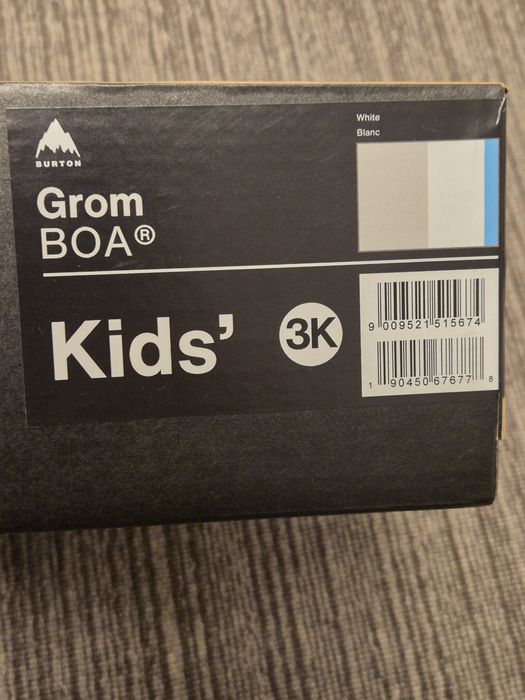 BURTON
Grom
BOA®
White
Blanc
Kids’
3K
9 009521 515674
1 90450 67677 8